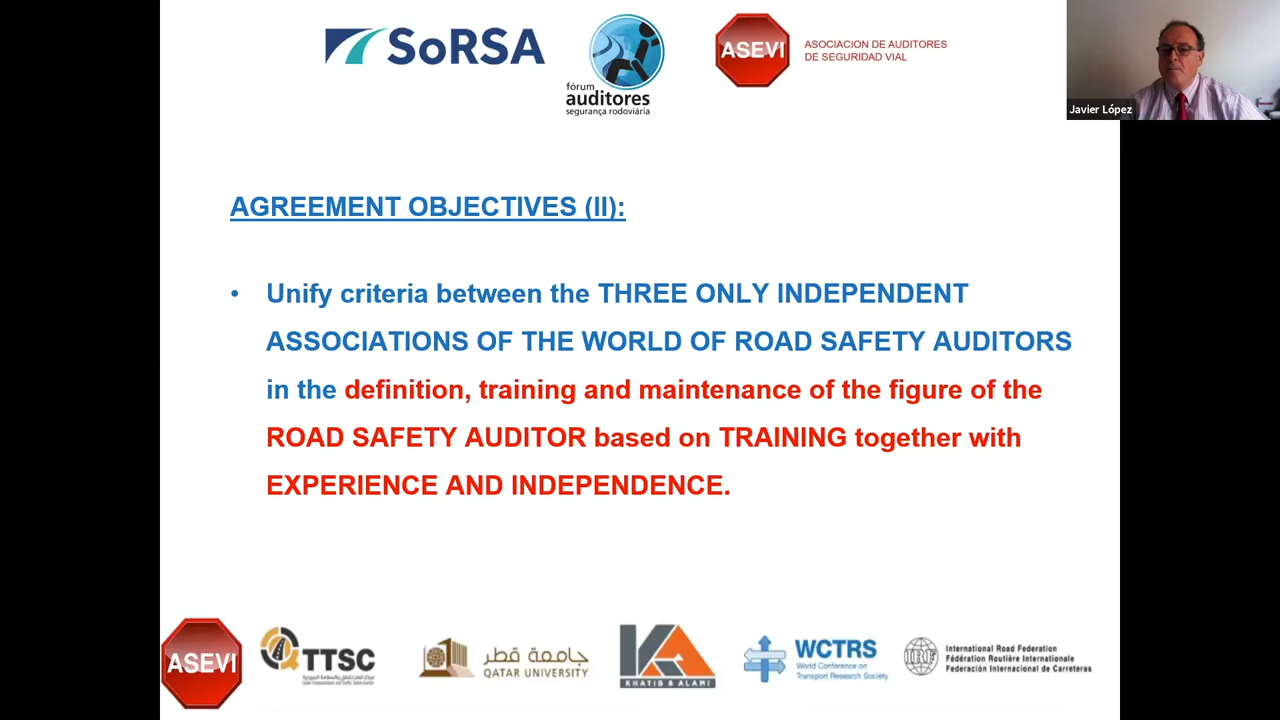 SoRSA
fórum
auditores
segurança rodoviária
ASEVI
ASOCIACION DE AUDITORES
DE SEGURIDAD VIAL
Javier López
AGREEMENT OBJECTIVES (II):
• Unify criteria between the THREE ONLY INDEPENDENT
ASSOCIATIONS OF THE WORLD OF ROAD SAFETY AUDITORS
in the definition, training and maintenance of the figure of the
ROAD SAFETY AUDITOR based on TRAINING together with
EXPERIENCE AND INDEPENDENCE.
ASEVI
QTTSC
جامعة قطر
QATAR UNIVERSITY
KA
KHATIB & ALAMI
WCTRS
World Conference on
Transport Research Society
IRF
International Road Federation
Fédération Routière Internationale
Federación Internacional de Carreteras